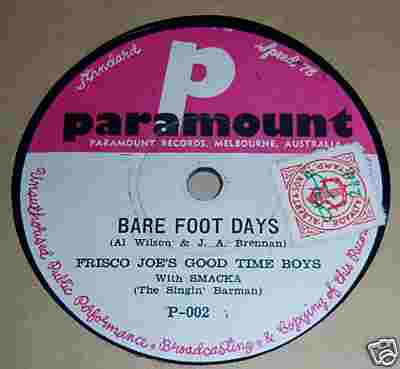 Standard Speed 78
p
paramount
PARAMOUNT RECORDS, MELBOURNE, AUSTRALIA
BARE FOOT DAYS
(Al Wilson & J. A. Brennan)
FRISCO JOE'S GOOD TIME BOYS
With SMACKA
(The Singin' Barman)
P-002
Unauthorised Public Performance, Broadcasting & Copying of this Record